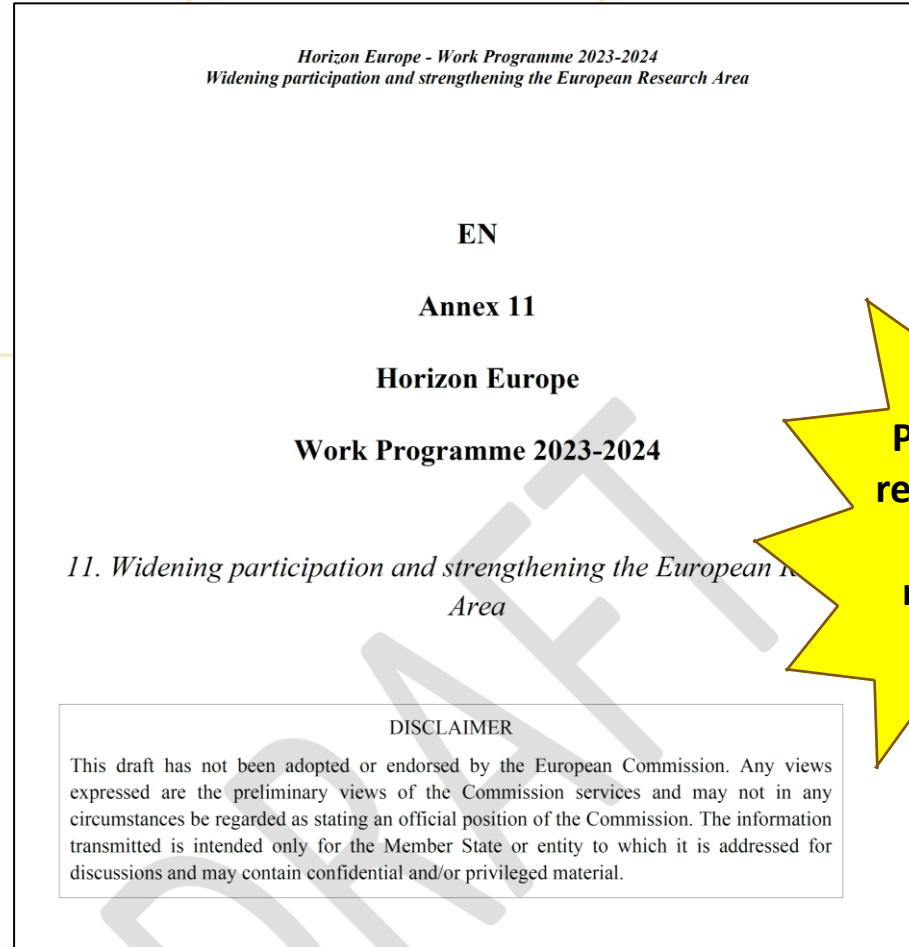 Horizon Europe - Work Programme 2023-2024
Widening participation and strengthening the European Research Area
EN
Annex 11
Horizon Europe
Work Programme 2023-2024
11. Widening participation and strengthening the European
Area
DISCLAIMER
This draft has not been adopted or endorsed by the European Commission. Any views
expressed are the preliminary views of the Commission services and may not in any
circumstances be regarded as stating an official position of the Commission. The information
transmitted is intended only for the Member State or entity to which it is addressed for
discussions and may contain confidential and/or privileged material.
DRAFT